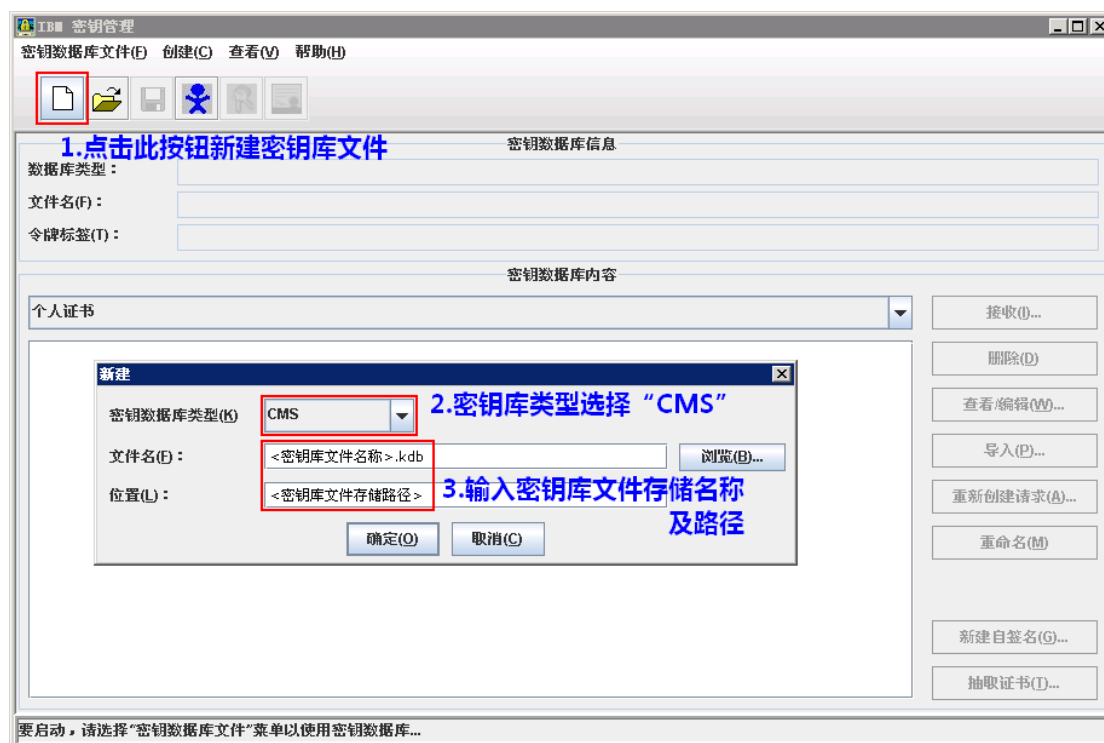 IBM 密钥管理
密钥数据库文件(F) 创建(C) 查看(V) 帮助(H)
1.点击此按钮新建密钥库文件
密钥数据库信息
数据库类型：
文件名(F)：
令牌标签(T)：
密钥数据库内容
个人证书
接收(I)...
删除(D)
查看/编辑(W)...
导入(P)...
重新创建请求(A)...
重命名(M)
新建自签名(G)...
抽取证书(T)...
新建
密钥数据库类型(K) CMS
2.密钥库类型选择“CMS”
文件名(F)： <密钥库文件名称>.kdb 浏览(B)...
位置(L)： <密钥库文件存储路径>
3.输入密钥库文件存储名称
及路径
确定(O) 取消(C)
要启动，请选择“密钥数据库文件”菜单以使用密钥数据库...